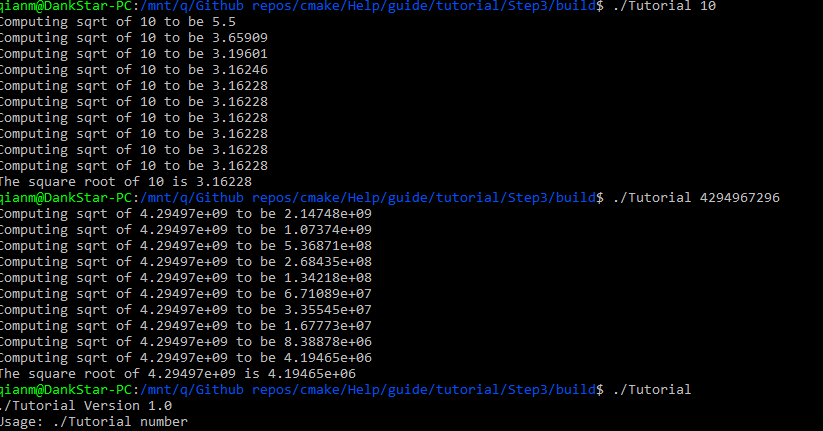 qianm@DankStar-PC:/mnt/q/Github repos/cmake/Help/guide/tutorial/Step3/build$ ./Tutorial 10
Computing sqrt of 10 to be 5.5
Computing sqrt of 10 to be 3.65909
Computing sqrt of 10 to be 3.19601
Computing sqrt of 10 to be 3.16246
Computing sqrt of 10 to be 3.16228
Computing sqrt of 10 to be 3.16228
Computing sqrt of 10 to be 3.16228
Computing sqrt of 10 to be 3.16228
Computing sqrt of 10 to be 3.16228
Computing sqrt of 10 to be 3.16228
The square root of 10 is 3.16228
qianm@DankStar-PC:/mnt/q/Github repos/cmake/Help/guide/tutorial/Step3/build$ ./Tutorial 4294967296
Computing sqrt of 4.29497e+09 to be 2.14748e+09
Computing sqrt of 4.29497e+09 to be 1.07374e+09
Computing sqrt of 4.29497e+09 to be 5.36871e+08
Computing sqrt of 4.29497e+09 to be 2.68435e+08
Computing sqrt of 4.29497e+09 to be 1.34218e+08
Computing sqrt of 4.29497e+09 to be 6.71089e+07
Computing sqrt of 4.29497e+09 to be 3.35545e+07
Computing sqrt of 4.29497e+09 to be 1.67773e+07
Computing sqrt of 4.29497e+09 to be 8.38878e+06
Computing sqrt of 4.29497e+09 to be 4.19465e+06
The square root of 4.29497e+09 is 4.19465e+06
qianm@DankStar-PC:/mnt/q/Github repos/cmake/Help/guide/tutorial/Step3/build$ ./Tutorial
./Tutorial Version 1.0
Usage: ./Tutorial number